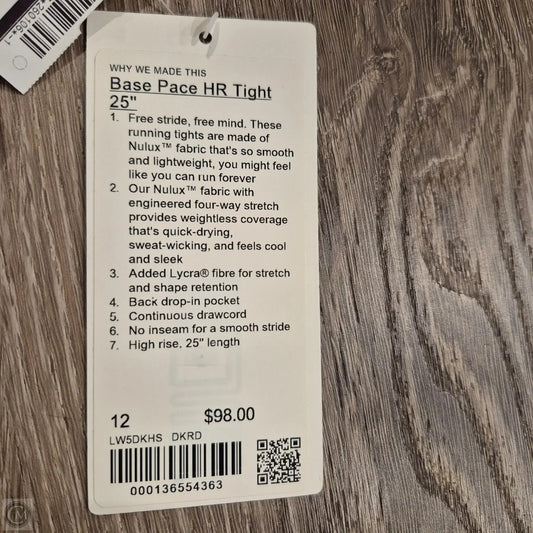 260106-1
WHY WE MADE THIS
Base Pace HR Tight
25"
1. Free stride, free mind. These
running tights are made of
Nulux™ fabric that's so smooth
and lightweight, you might feel
like you can run forever
2. Our Nulux™ fabric with
engineered four-way stretch
provides weightless coverage
that's quick-drying,
sweat-wicking, and feels cool
and sleek
3. Added Lycra® fibre for stretch
and shape retention
4. Back drop-in pocket
5. Continuous drawcord
6. No inseam for a smooth stride
7. High rise, 25" length
12 $98.00
LW5DKHS DKRD
000136554363